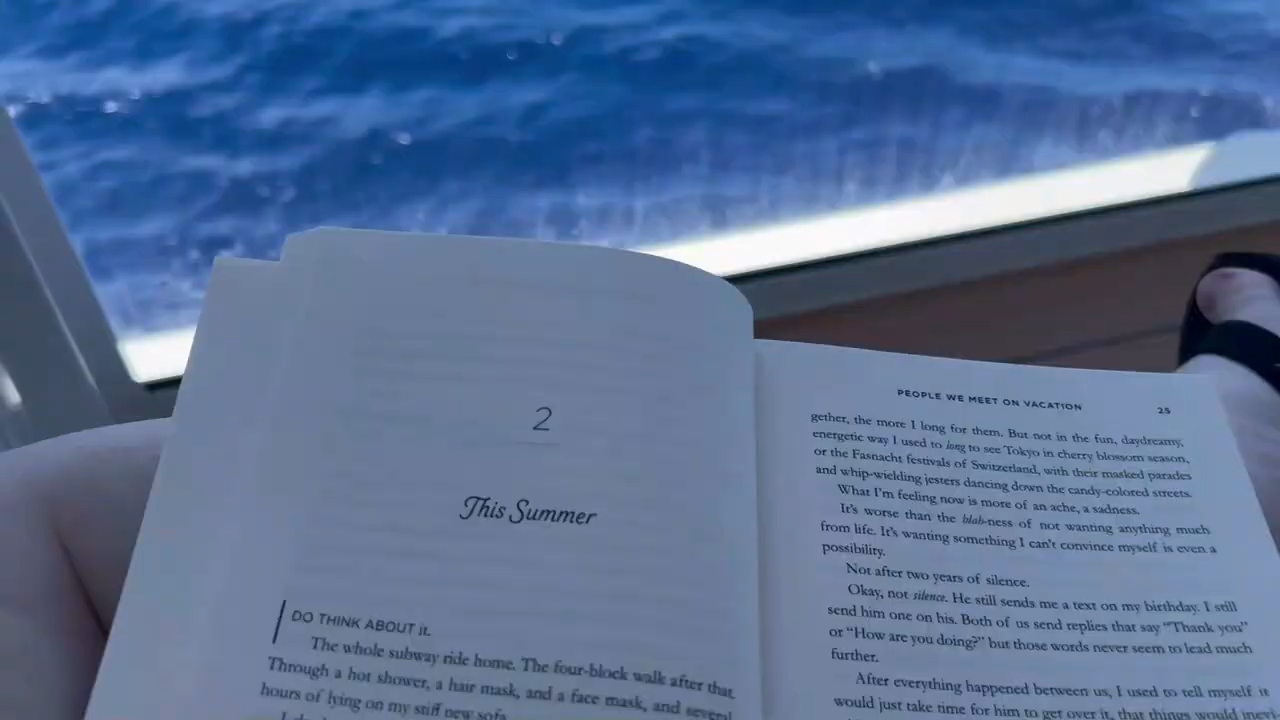 2
This Summer
DO THINK ABOUT iT.
The whole subway ride home. The four-block walk after that.
Through a hot shower, a hair mask, and a face mask, and several
hours of lying on my stiff new sofa.
PEOPLE WE MEET ON VACATION 25
gether, the more I long for them. But not in the fun, daydreamy,
energetic way I used to long to see Tokyo in cherry blossom season,
or the Fasnacht festivals of Switzerland, with their masked parades
and whip-wielding jesters dancing down the candy-colored streets.
What I'm feeling now is more of an ache, a sadness.
It's worse than the blah-ness of not wanting anything much
from life. It's wanting something I can't convince myself is even a
possibility.
Not after two years of silence.
Okay, not silence. He still sends me a text on my birthday. I still
send him one on his. Both of us send replies that say “Thank you”
or “How are you doing?” but those words never seem to lead much
further.
After everything happened between us, I used to tell myself it
would just take time for him to get over it, that things would